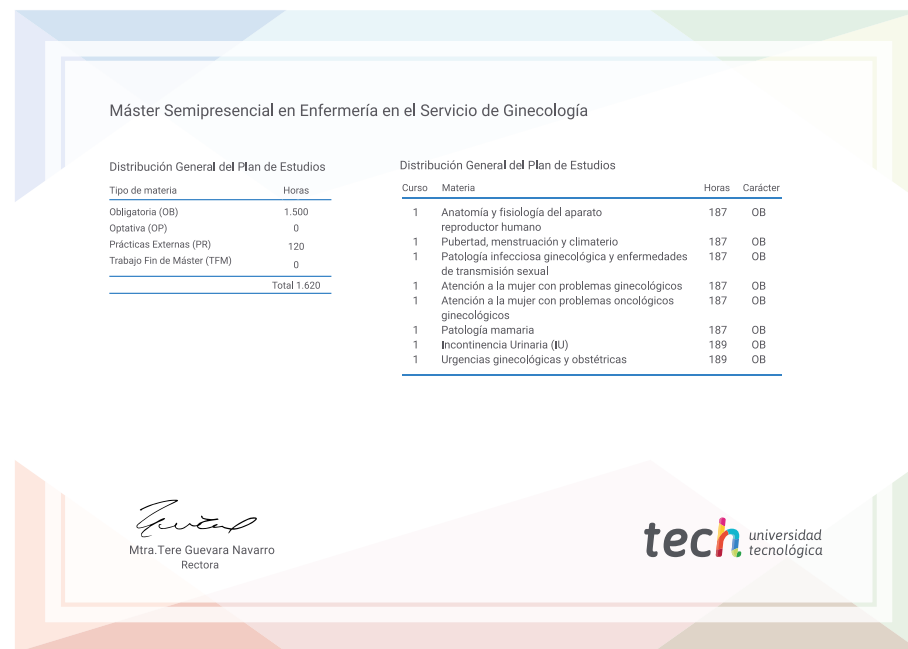 Máster Semipresencial en Enfermería en el Servicio de Ginecología
Distribución General del Plan de Estudios
Tipo de materia Horas
Obligatoria (OB) 1.500
Optativa (OP) 0
Prácticas Externas (PR) 120
Trabajo Fin de Máster (TFM) 0
Total 1.620
Distribución General del Plan de Estudios
Curso Materia Horas Carácter
1 Anatomía y fisiología del aparato 187 OB
reproductor humano
1 Pubertad, menstruación y climaterio 187 OB
1 Patología infecciosa ginecológica y enfermedades 187 OB
de transmisión sexual
1 Atención a la mujer con problemas ginecológicos 187 OB
1 Atención a la mujer con problemas oncológicos 187 OB
ginecológicos
1 Patología mamaria 187 OB
1 Incontinencia Urinaria (IU) 189 OB
1 Urgencias ginecológicas y obstétricas 189 OB
Mtra.Tere Guevara Navarro
Rectora
tech universidad
tecnológica